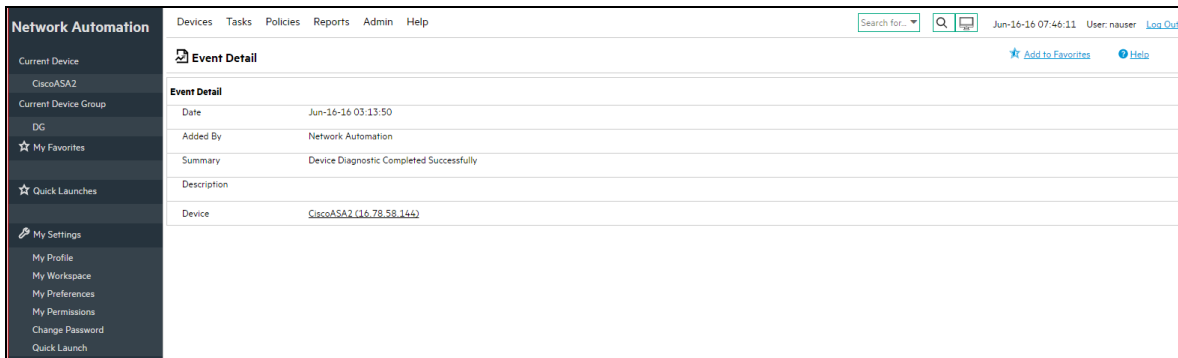 Network Automation
Devices Tasks Policies Reports Admin Help
Search for...
Jun-16-16 07:46:11 User: nauser Log Out
Current Device
CiscoASA2
Current Device Group
DG
My Favorites
Quick Launches
My Settings
My Profile
My Workspace
My Preferences
My Permissions
Change Password
Quick Launch
Event Detail
Add to Favorites
Help
Event Detail
Date Jun-16-16 03:13:50
Added By Network Automation
Summary Device Diagnostic Completed Successfully
Description
Device CiscoASA2 (16.78.58.144)